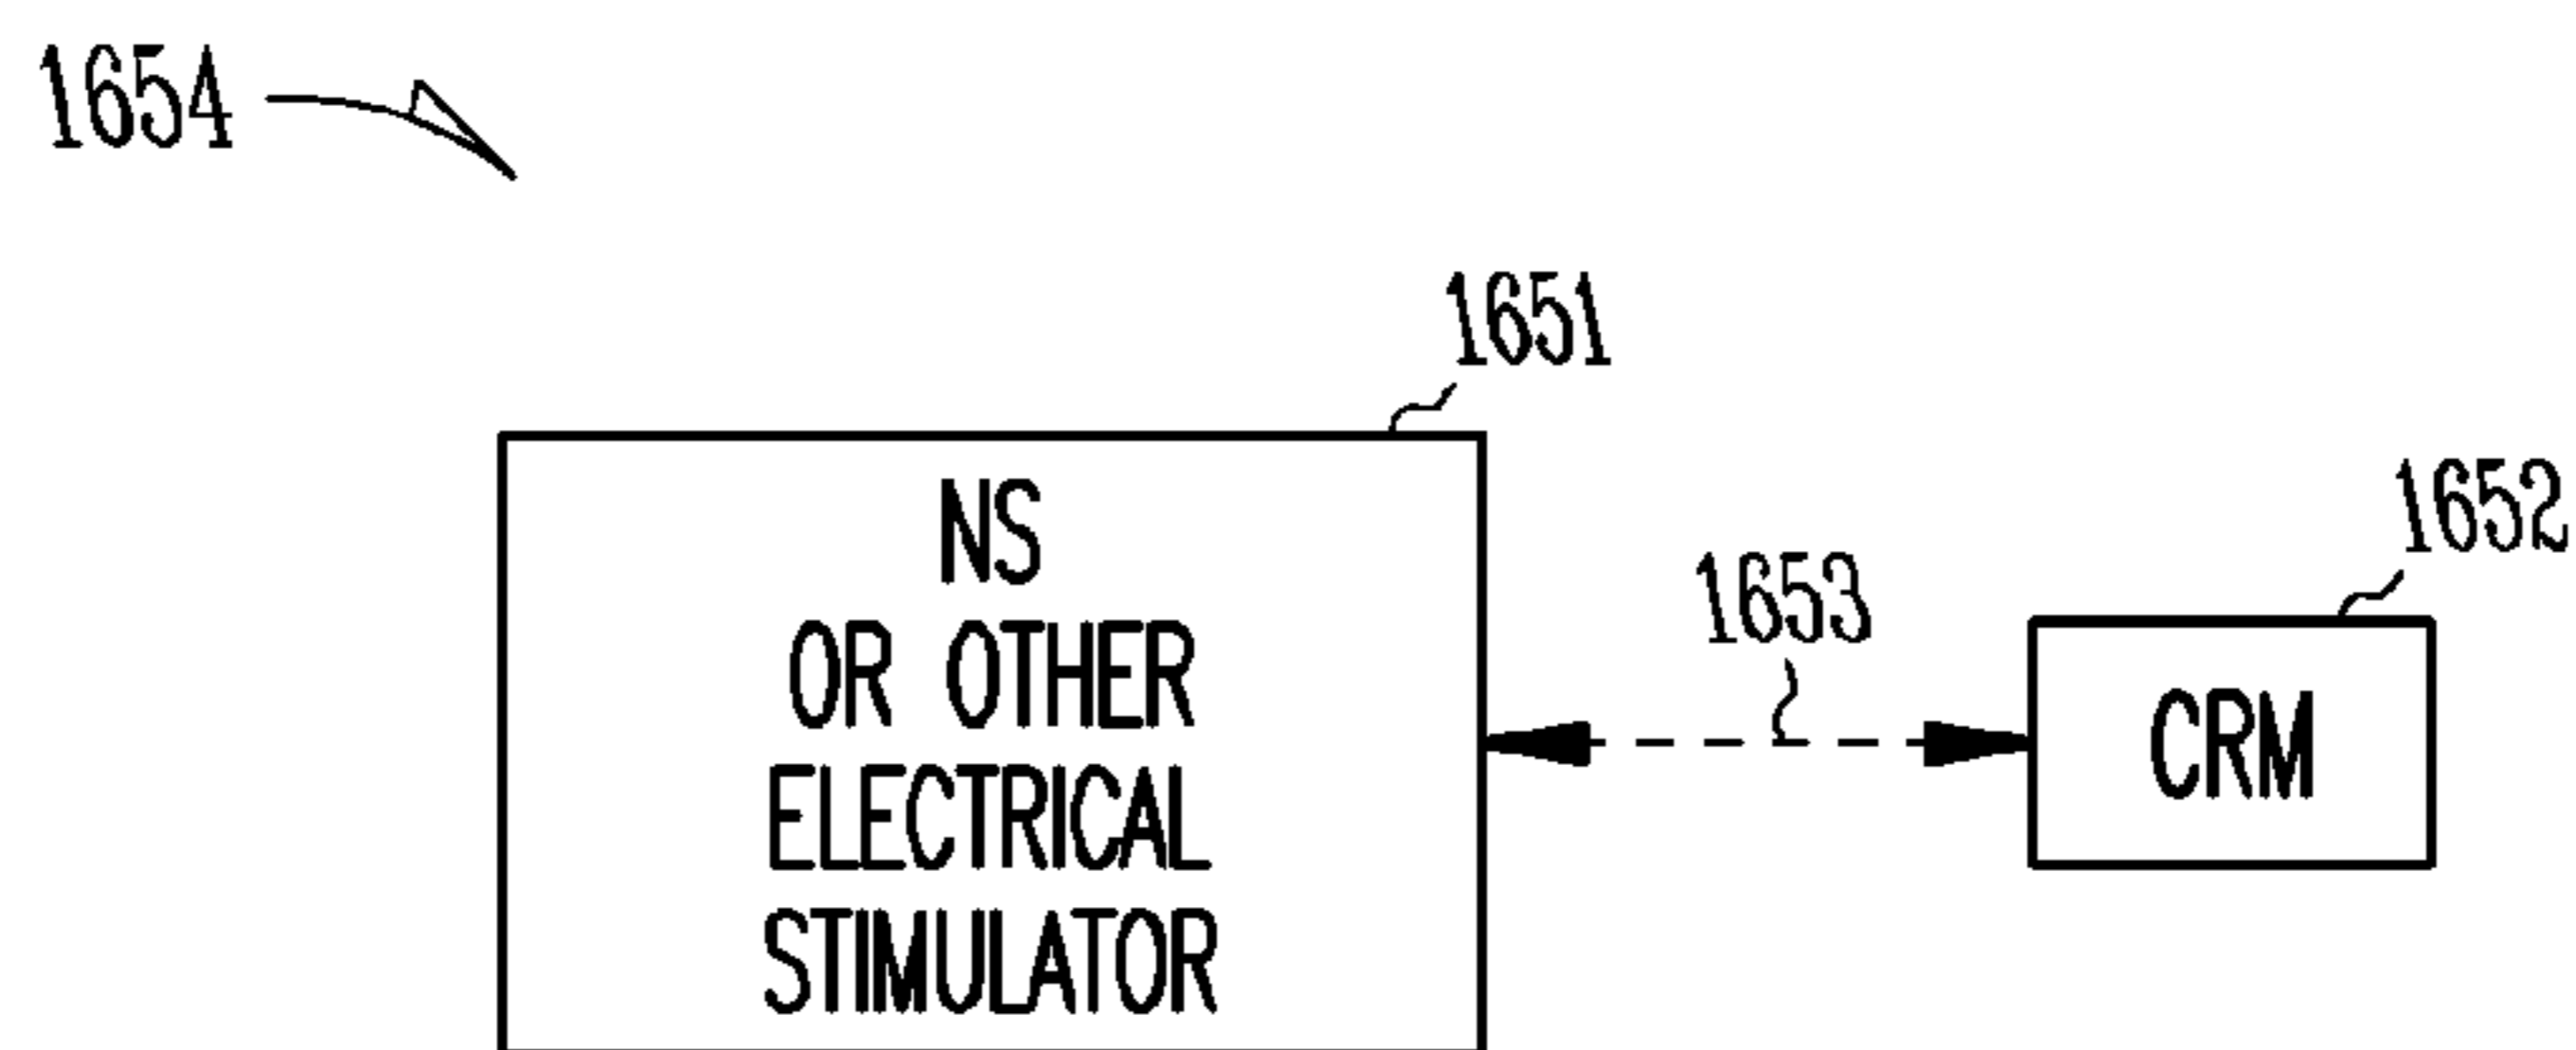 1654
1651
NS
OR OTHER
ELECTRICAL
STIMULATOR
1653
1652
CRM